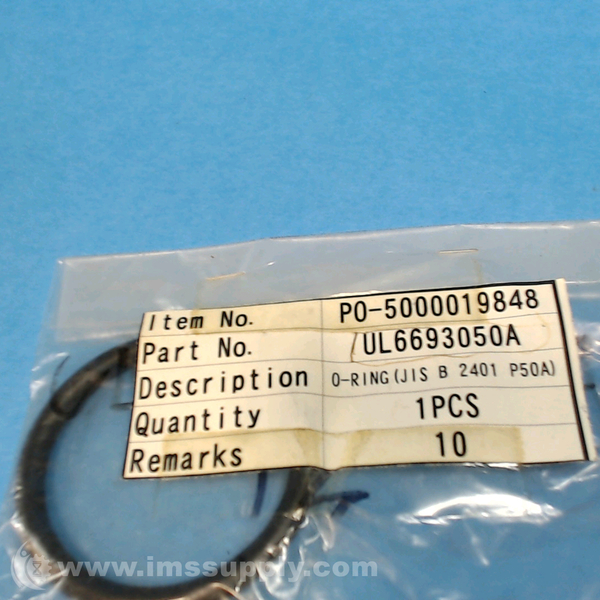 Item No. PO-5000019848
Part No. UL6693050A
Description O-RING(JIS B 2401 P50A)
Quantity 1PCS
Remarks 10
www.imssupply.com